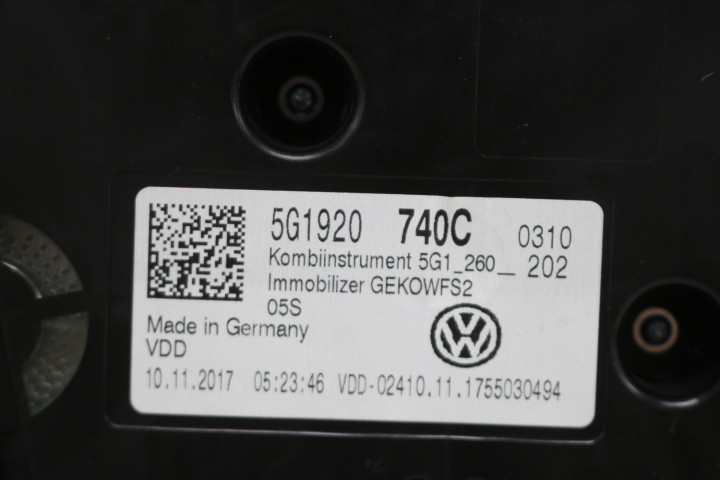 5G1920 740C 0310
Kombiinstrument 5G1_260__ 202
Immobilizer GEKOWFS2
05S
Made in Germany
VDD
10.11.2017 05:23:46 VDD-02410.11.1755030494